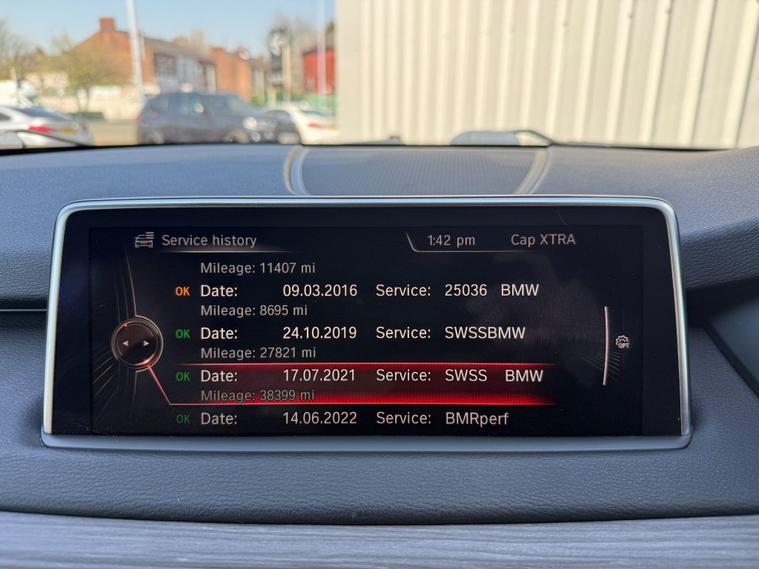 Service history 1:42 pm Cap XTRA
Mileage: 11407 mi
OK Date: 09.03.2016 Service: 25036 BMW
Mileage: 8695 mi
OK Date: 24.10.2019 Service: SWSSBMW
Mileage: 27821 mi
OK Date: 17.07.2021 Service: SWSS BMW
Mileage: 38399 mi
OK Date: 14.06.2022 Service: BMRperf
OPT